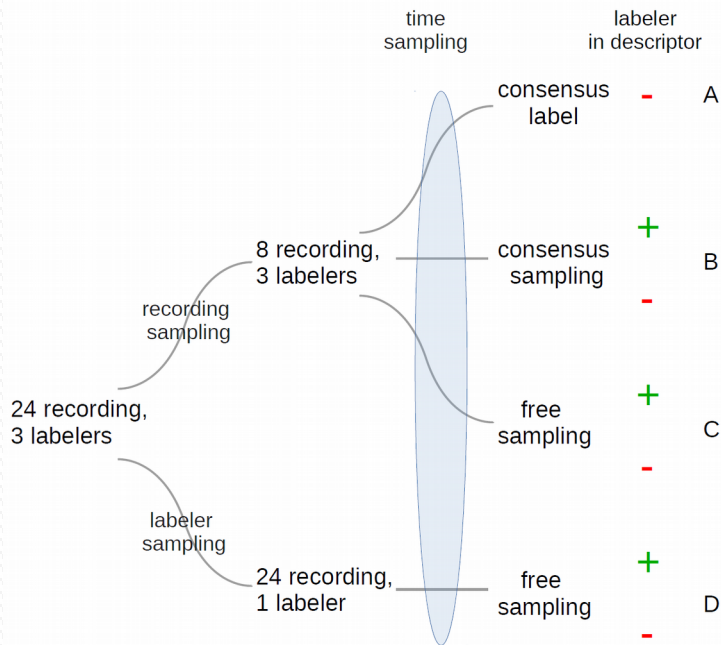 time
sampling
labeler
in descriptor
consensus
label
-
A
8 recording,
3 labelers
consensus
sampling
+
-
B
recording
sampling
24 recording,
3 labelers
free
sampling
+
-
C
labeler
sampling
24 recording,
1 labeler
free
sampling
+
-
D